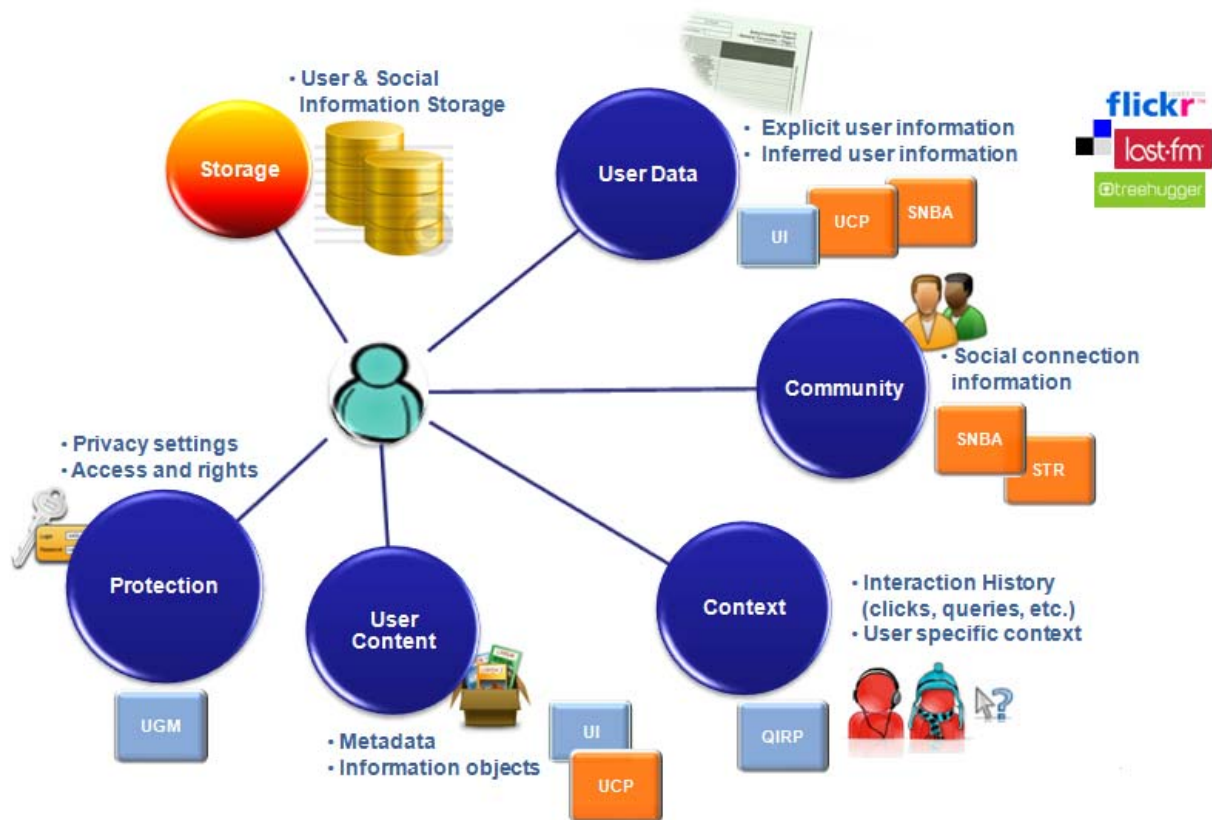 • User & Social
Information Storage
Storage
User Data
• Explicit user information
• Inferred user information
UI
UCP
SNBA
flickr
last·fm
treehugger
Community
• Social connection
information
SNBA
STR
• Privacy settings
• Access and rights
Protection
UGM
User
Content
• Metadada
• Information objects
UI
UCP
Context
• Interaction History
(clicks, queries, etc.)
• User specific context
QIRP
?